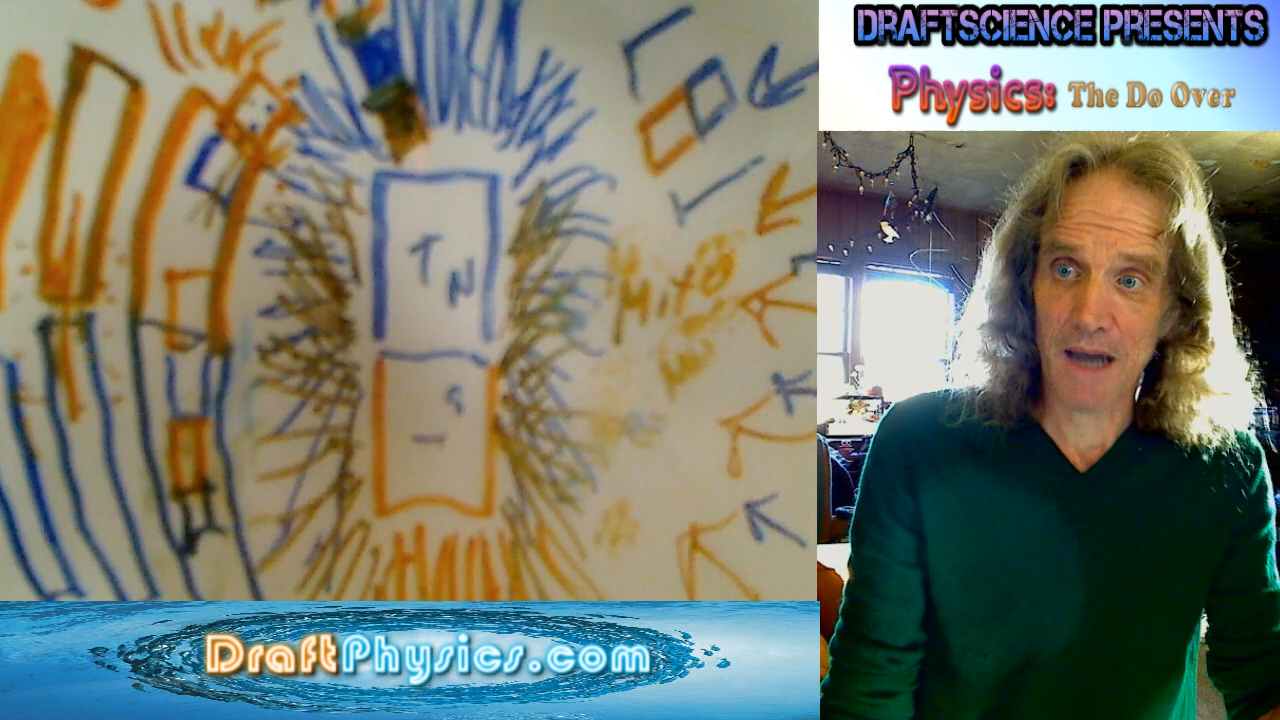 DRAFTSCIENCE PRESENTS
Physics: The Do Over
T N
DraftPhysics.com